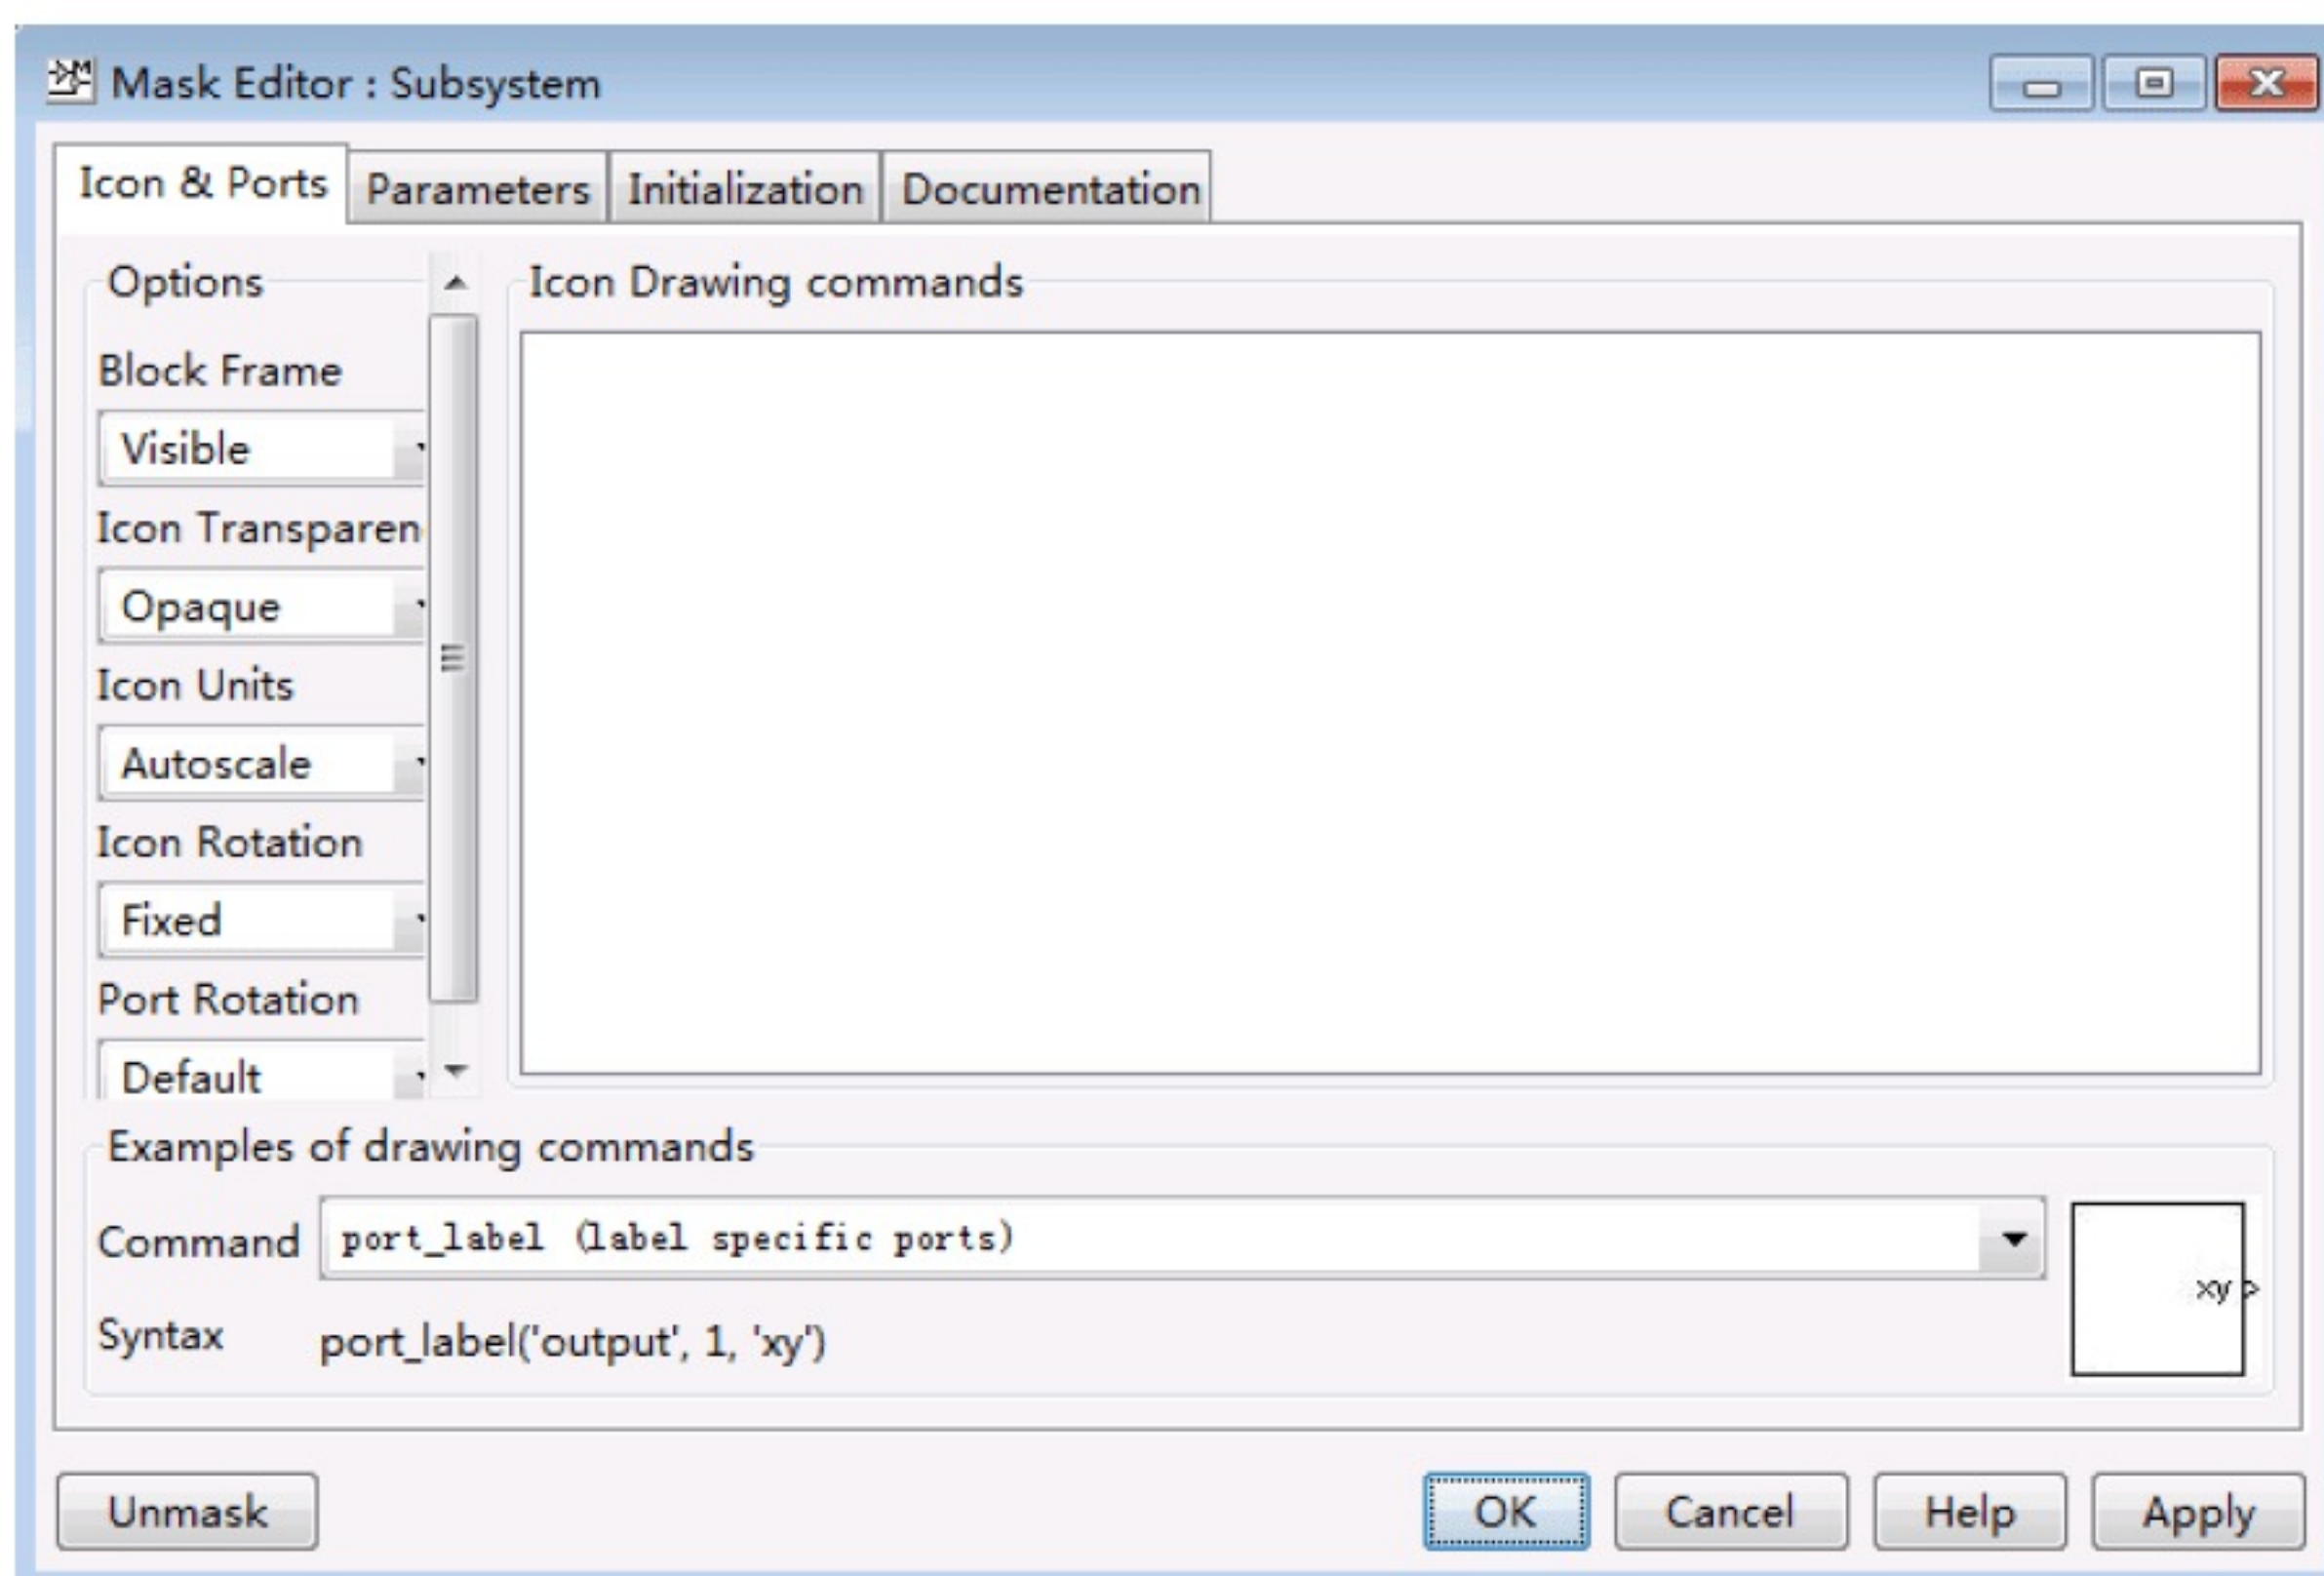 Mask Editor : Subsystem
Icon & Ports Parameters Initialization Documentation
Options
Block Frame
Visible
Icon Transparen
Opaque
Icon Units
Autoscale
Icon Rotation
Fixed
Port Rotation
Default
Icon Drawing commands
Examples of drawing commands
Command port_label (label specific ports)
xy
Syntax port_label('output', 1, 'xy')
Unmask OK Cancel Help Apply